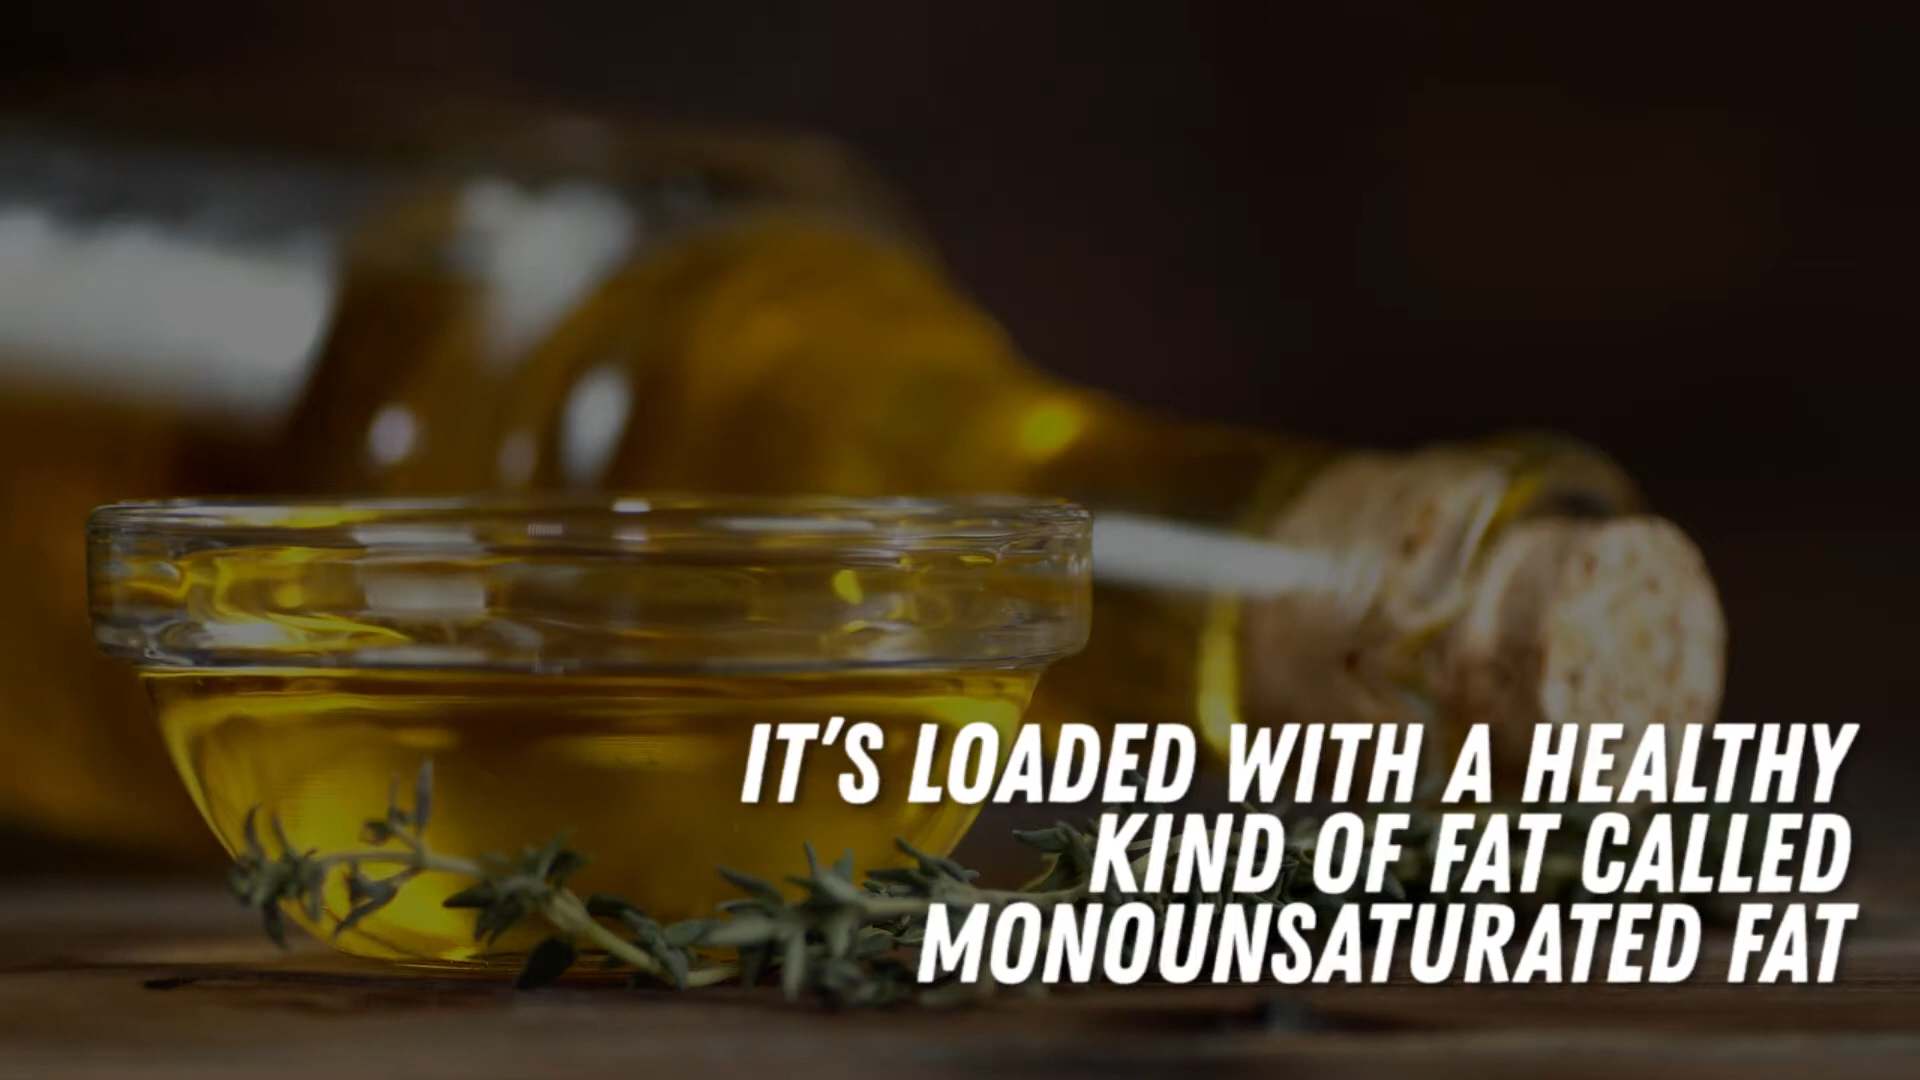 IT'S LOADED WITH A HEALTHY
KIND OF FAT CALLED
MONOUNSATURATED FAT